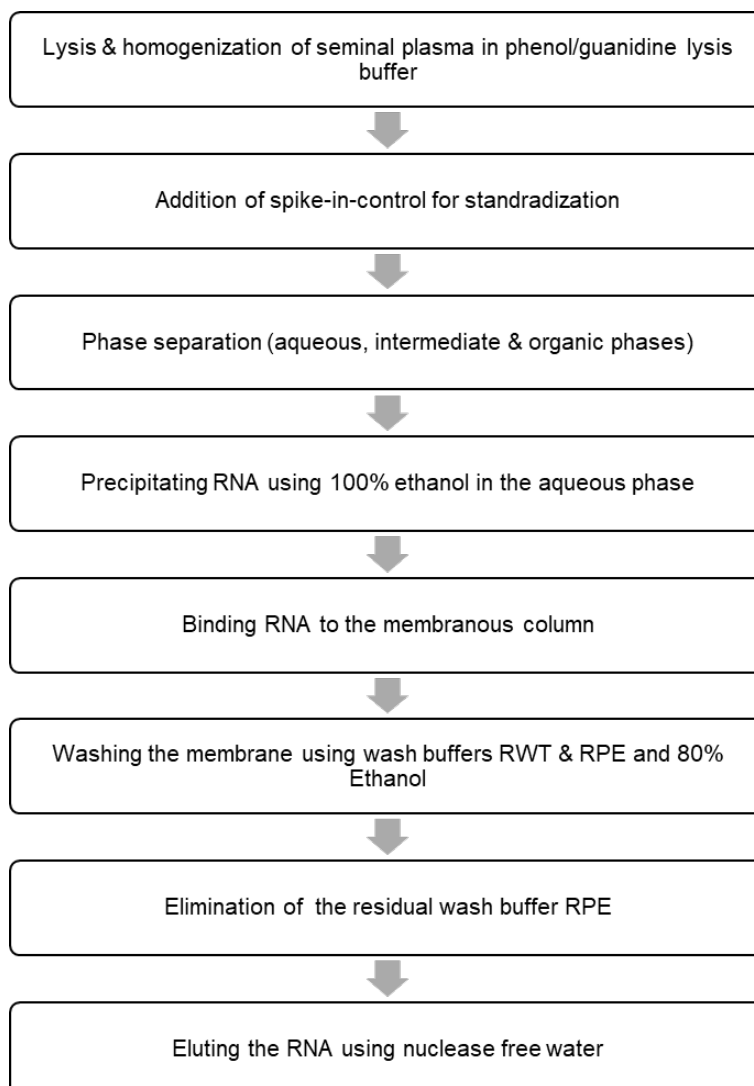 Lysis & homogenization of seminal plasma in phenol/guanidine lysis
buffer
Addition of spike-in-control for standradization
Phase separation (aqueous, intermediate & organic phases)
Precipitating RNA using 100% ethanol in the aqueous phase
Binding RNA to the membranous column
Washing the membrane using wash buffers RWT & RPE and 80%
Ethanol
Elimination of the residual wash buffer RPE
Eluting the RNA using nuclease free water